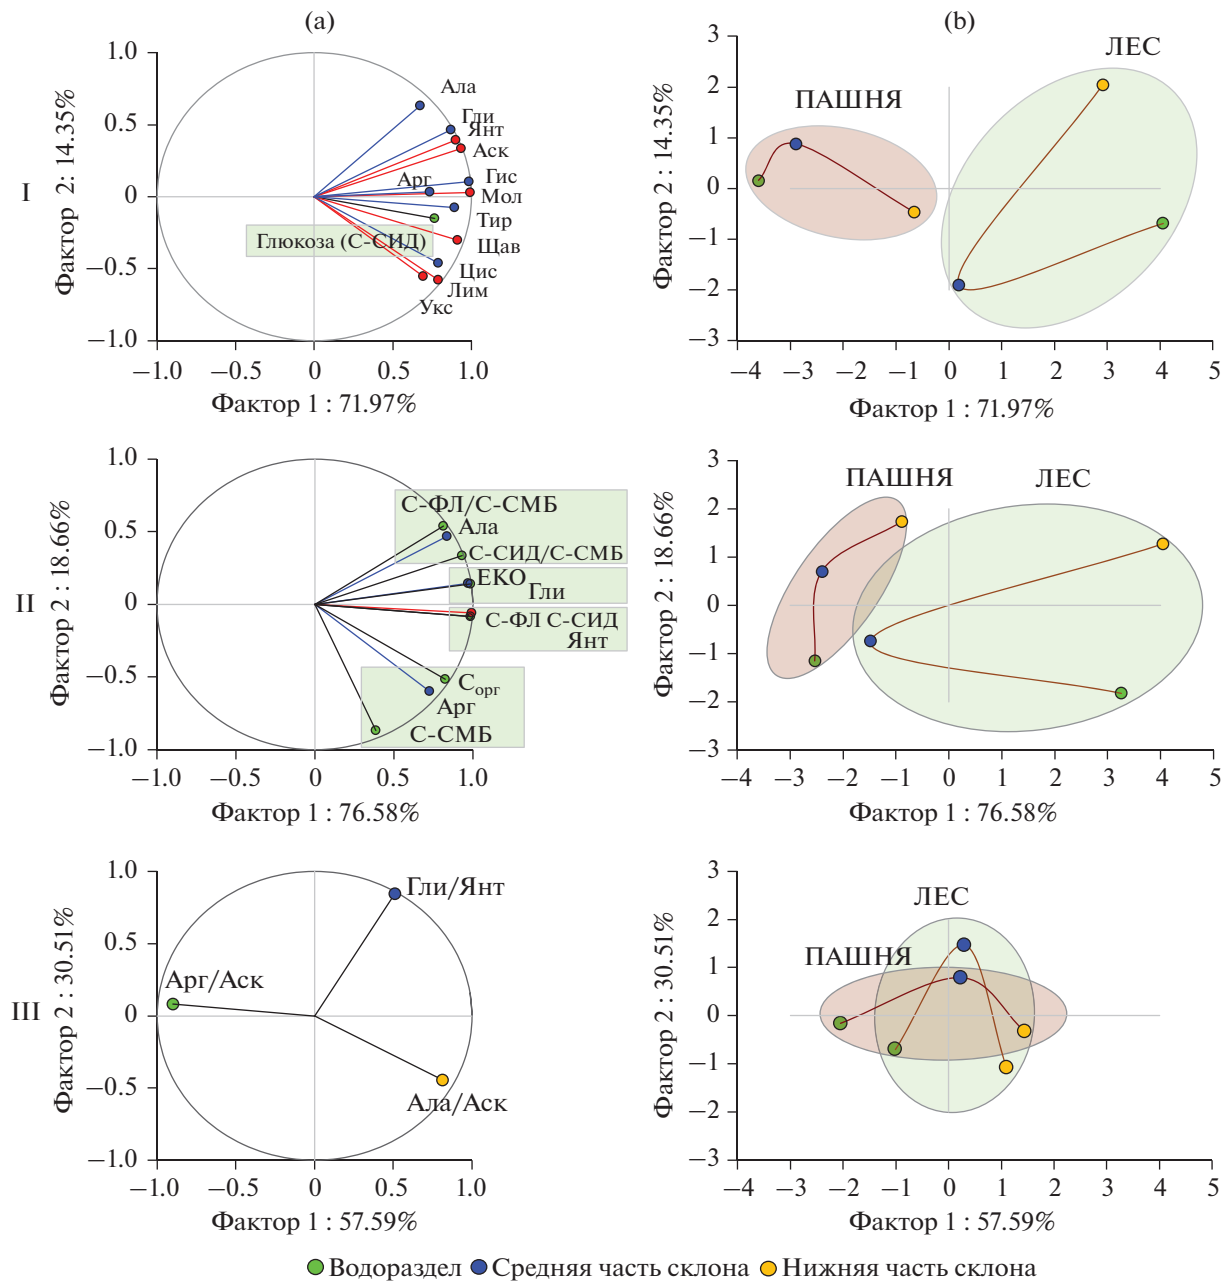 (a)
(b)
I
Фактор 2: 14.35%
1.0
0.5
0
−0.5
−1.0
Ала
Гли
Янт
Аск
Гис
Арг
Мол
Тир
Глюкоза (С-СИД)
Щав
Цис
Лим
Укс
−1.0
−0.5
0
0.5
1.0
Фактор 1 : 71.97%
Фактор 2 : 14.35%
3
2
1
0
−1
−2
−3
ПАШНЯ
ЛЕС
−4
−3
−2
−1
0
1
2
3
4
5
Фактор 1 : 71.97%
II
Фактор 2 : 18.66%
1.0
0.5
0
−0.5
−1.0
С-ФЛ/С-СМБ
Ала
С-СИД/С-СМБ
ЕКО
Гли
С-ФЛ С-СИД
Янт
Сорг
Арг
С-СМБ
−1.0
−0.5
0
0.5
1.0
Фактор 1 : 76.58%
Фактор 2 : 18.66%
3
2
1
0
−1
−2
−3
ПАШНЯ
ЛЕС
−4
−3
−2
−1
0
1
2
3
4
5
Фактор 1 : 76.58%
III
Фактор 2 : 30.51%
1.0
0.5
0
−0.5
−1.0
Гли/Янт
Арг/Аск
Ала/Аск
−1.0
−0.5
0
0.5
1.0
Фактор 1 : 57.59%
Фактор 2 : 30.51%
3
2
1
0
−1
−2
−3
ЛЕС
ПАШНЯ
−4
−3
−2
−1
0
1
2
3
4
5
Фактор 1 : 57.59%
Водораздел Средняя часть склона Нижняя часть склона